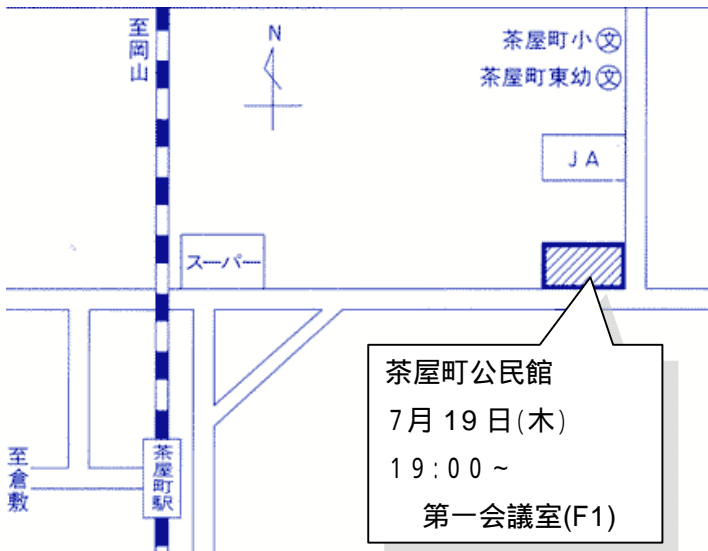 至岡山
N
茶屋町小文
茶屋町東幼文
JA
スーパー
茶屋町公民館
7月19日(木)
19:00~
第一会議室(F1)
至倉敷
茶屋町駅